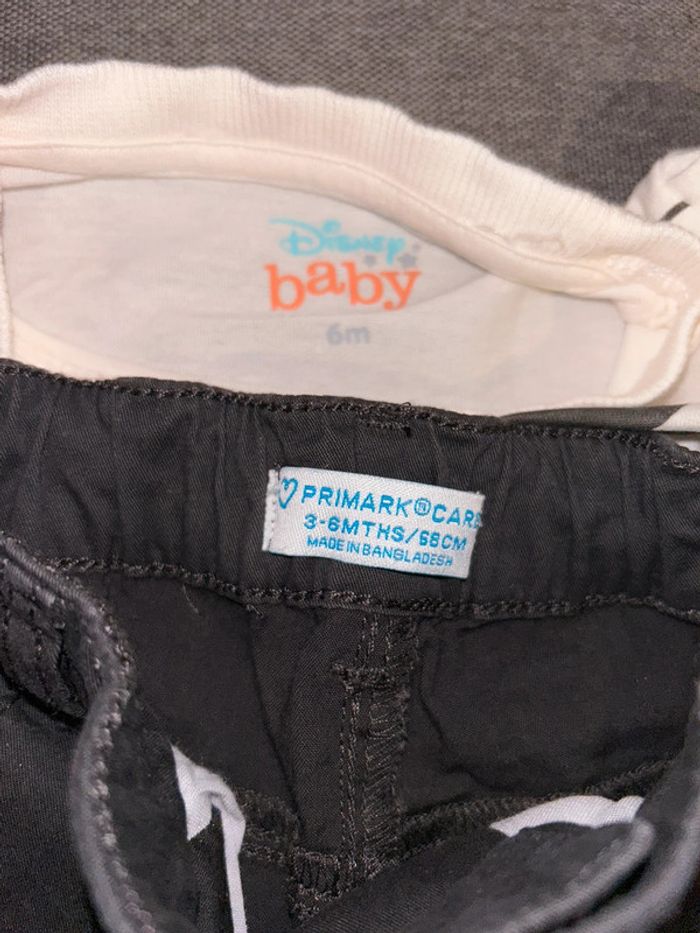 Disney
baby
6m
PRIMARK CARES
3-6MTHS/68CM
MADE IN BANGLADESH